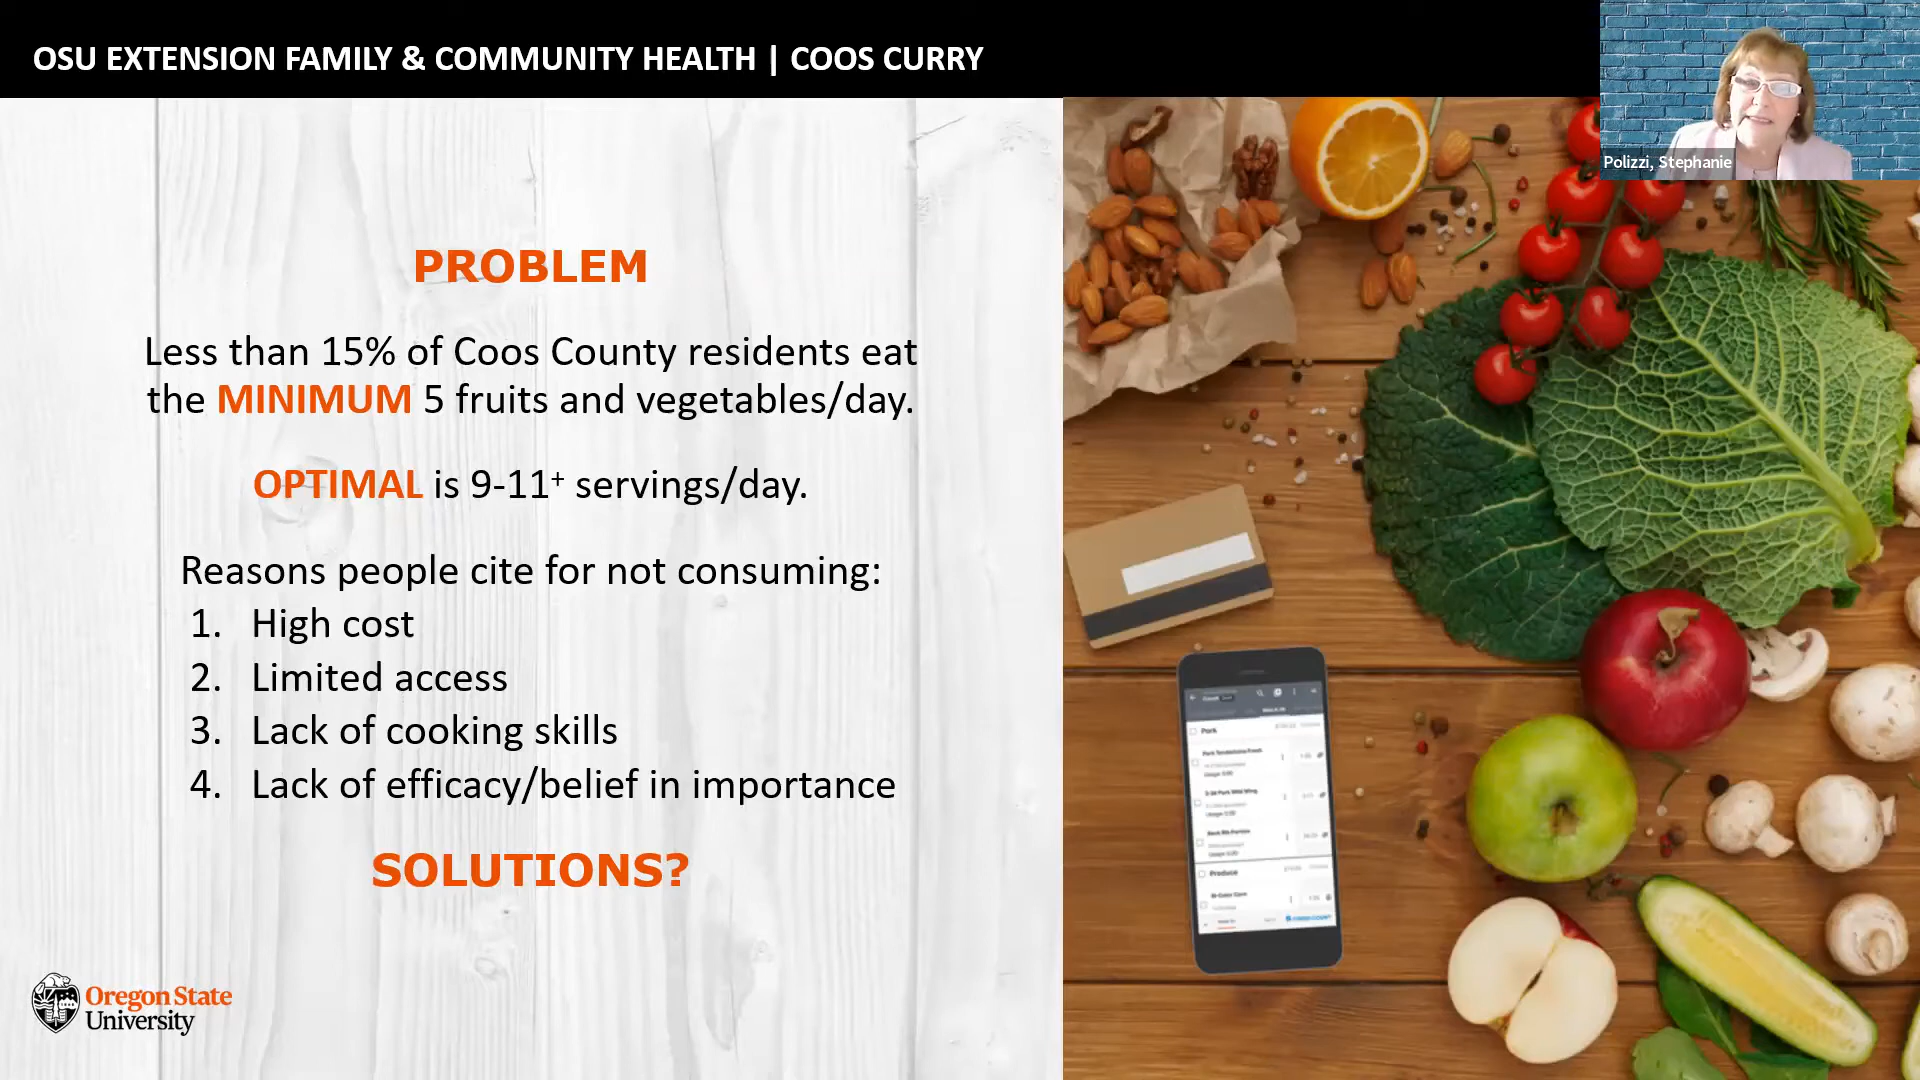 OSU EXTENSION FAMILY & COMMUNITY HEALTH | COOS CURRY
Polizzi, Stephanie
PROBLEM
Less than 15% of Coos County residents eat
the MINIMUM 5 fruits and vegetables/day.
OPTIMAL is 9-11+ servings/day.
Reasons people cite for not consuming:
1. High cost
2. Limited access
3. Lack of cooking skills
4. Lack of efficacy/belief in importance
SOLUTIONS?
Pork
Produce
Oregon State
University